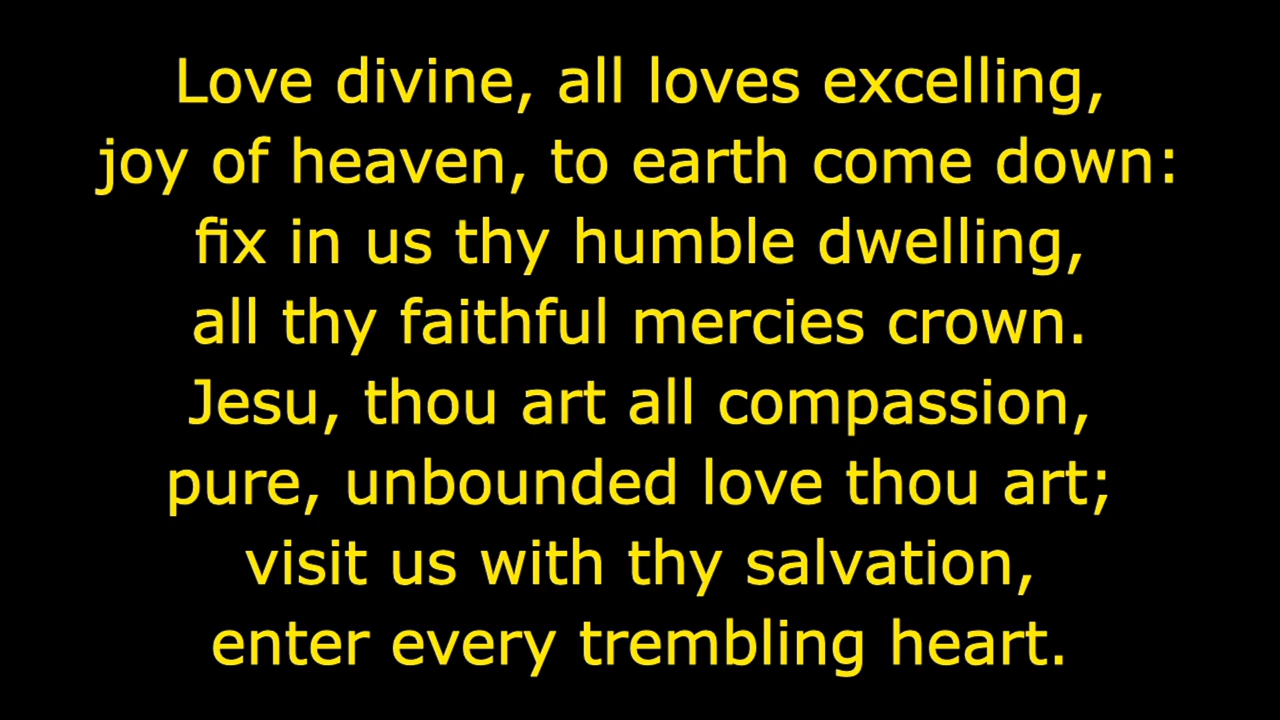 Love divine, all loves excelling,
joy of heaven, to earth come down:
fix in us thy humble dwelling,
all thy faithful mercies crown.
Jesu, thou art all compassion,
pure, unbounded love thou art;
visit us with thy salvation,
enter every trembling heart.